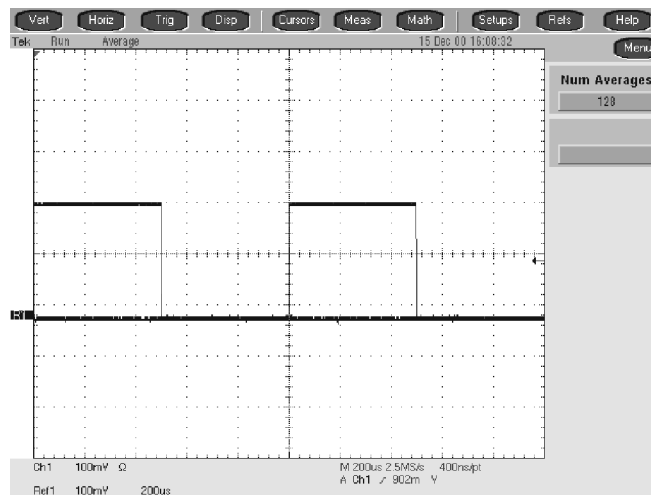 Vert Horiz Trig Disp Cursors Meas Math Setups Refs Help
Tek Run Average 15 Dec 00 16:08:32
Menu
Num Averages
128
Ch1 100mV Ω M 200us 2.5MS/s 400ns/pt
A Ch1 ∕ 902m V
Ref1 100mV 200us